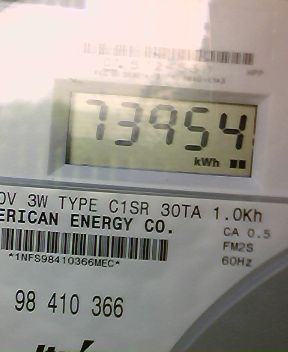 73954
kWh
0V 3W TYPE C1SR 30TA 1.0Kh
ERICAN ENERGY CO.
CA 0.5
FM2S
60Hz
*1NFS98410366MEC*
98 410 366